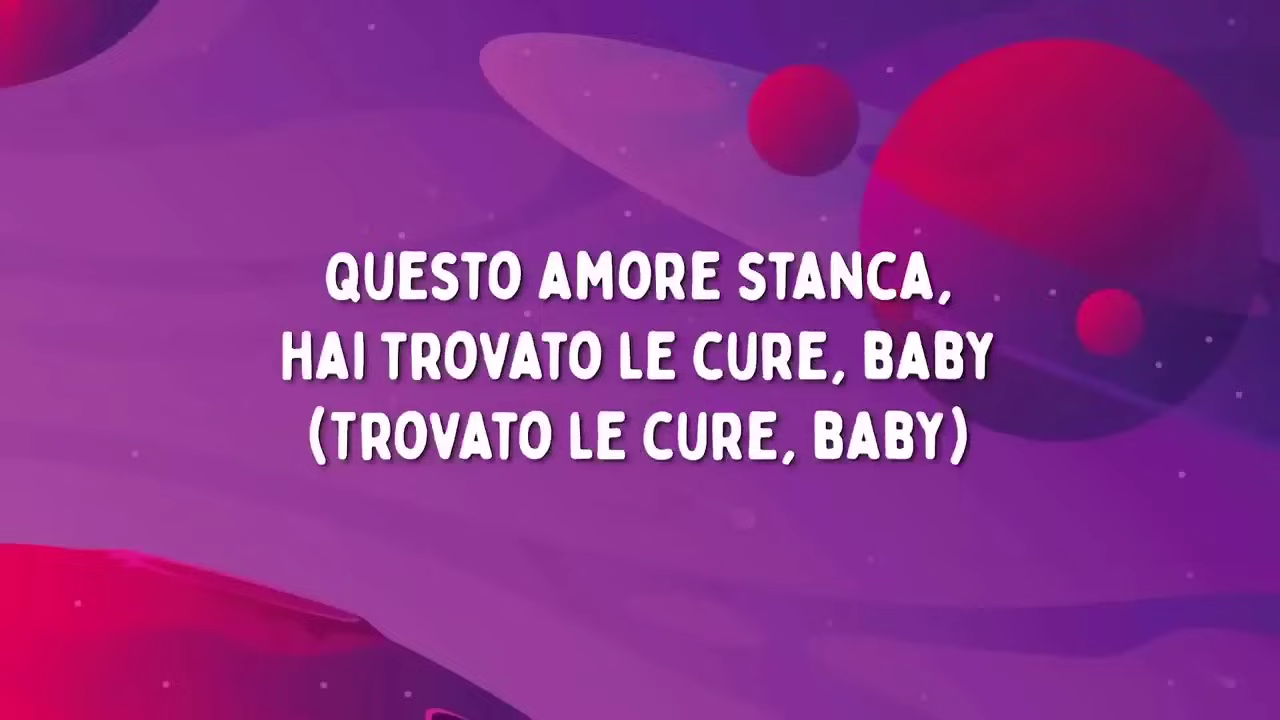 QUESTO AMORE STANCA,
HAI TROVATO LE CURE, BABY
(TROVATO LE CURE, BABY)